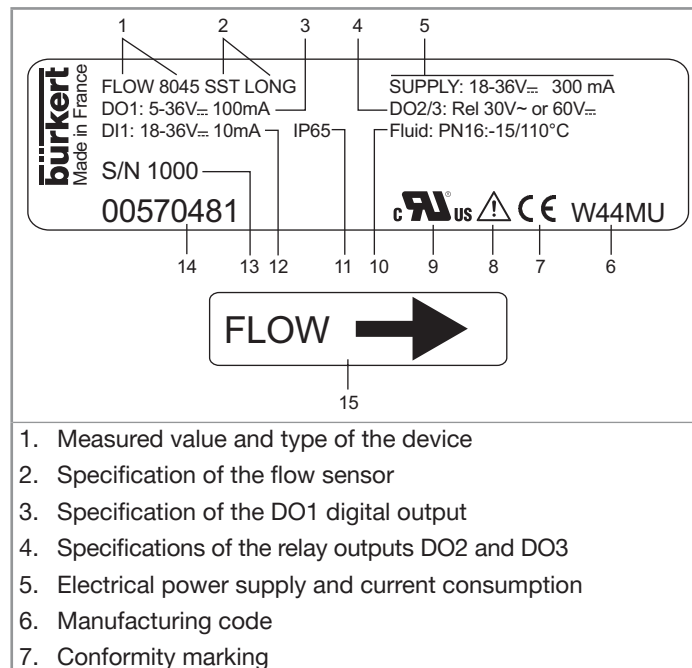 1 2 3 4 5
bürkert
Made in France
FLOW 8045 SST LONG
DO1: 5-36V⎓ 100mA
DI1: 18-36V⎓ 10mA IP65
S/N 1000
00570481
SUPPLY: 18-36V⎓ 300 mA
DO2/3: Rel 30V~ or 60V⎓
Fluid: PN16:-15/110°C
c RU ® US ⚠ CE W44MU
14 13 12 11 10 9 8 7 6
FLOW
15
1. Measured value and type of the device
2. Specification of the flow sensor
3. Specification of the DO1 digital output
4. Specifications of the relay outputs DO2 and DO3
5. Electrical power supply and current consumption
6. Manufacturing code
7. Conformity marking